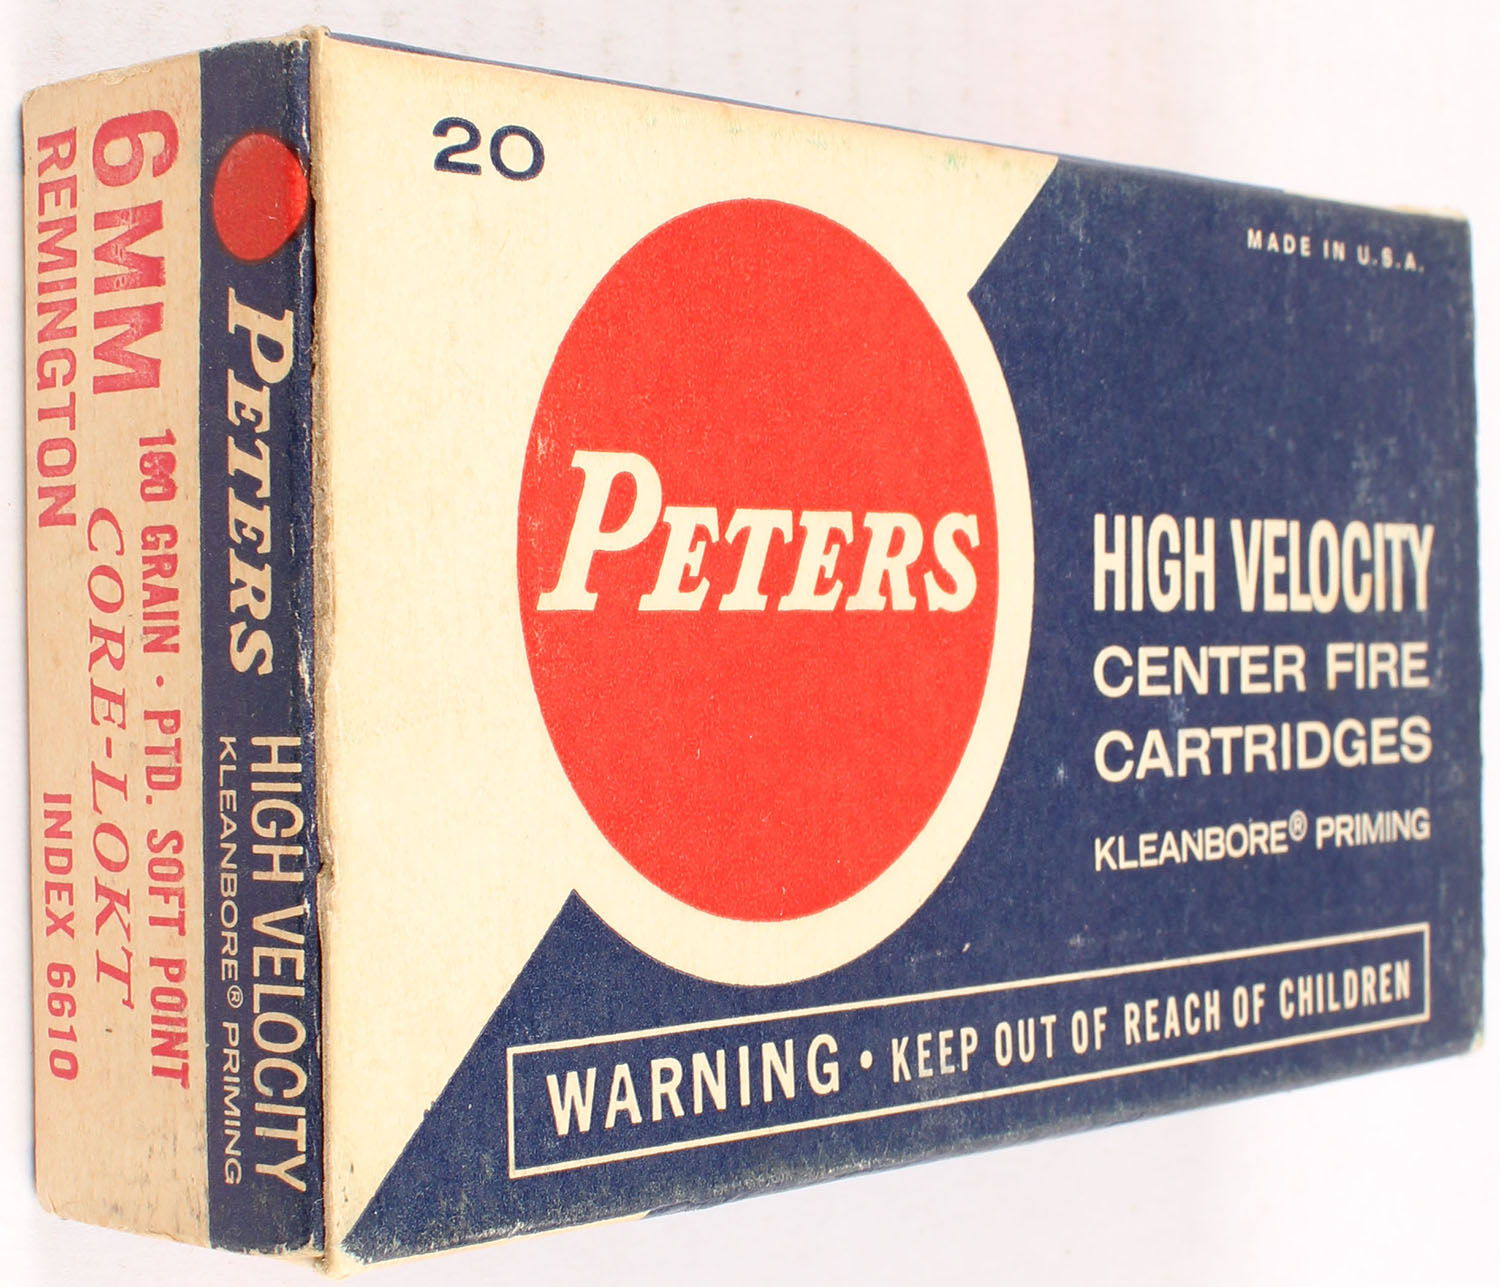 20
MADE IN U.S.A.
PETERS
HIGH VELOCITY
CENTER FIRE
CARTRIDGES
KLEANBORE® PRIMING
WARNING • KEEP OUT OF REACH OF CHILDREN
PETERS HIGH VELOCITY
KLEANBORE® PRIMING
6MM
REMINGTON
100 GRAIN • PTD. SOFT POINT
CORE-LOKT
INDEX 6610